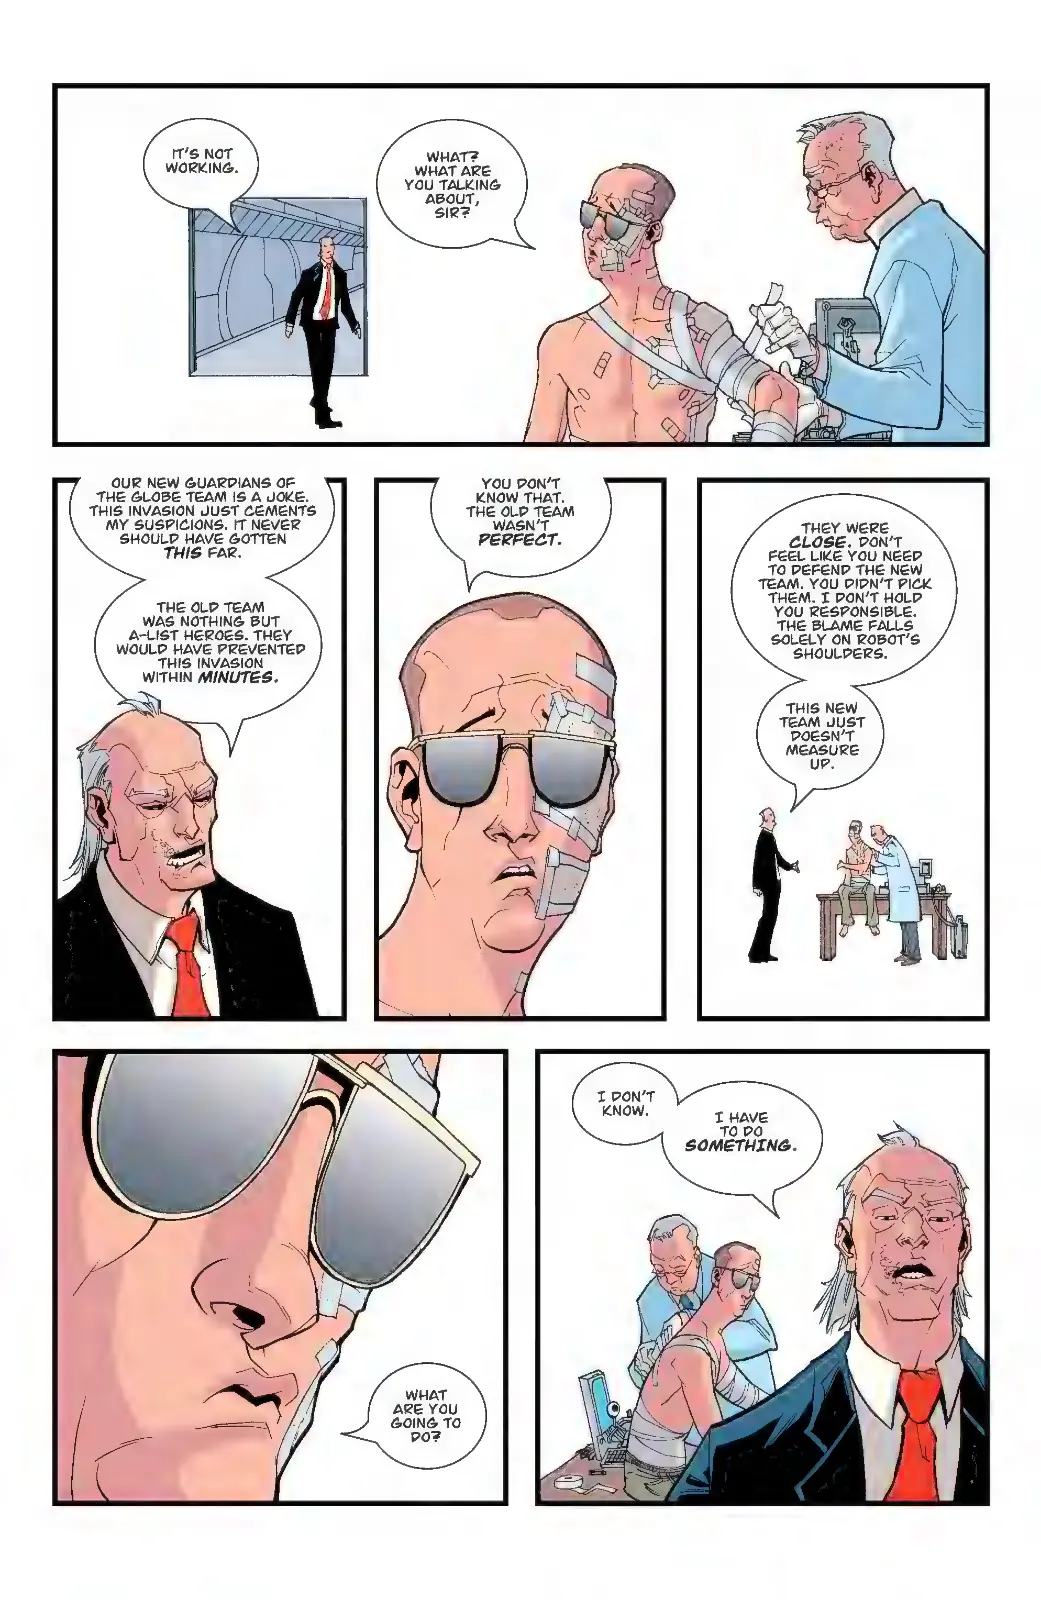 IT'S NOT
WORKING.
WHAT?
WHAT ARE
YOU TALKING
ABOUT,
SIR?
OUR NEW GUARDIANS OF
THE GLOBE TEAM IS A JOKE.
THIS INVASION JUST CEMENTS
MY SUSPICIONS. IT NEVER
SHOULD HAVE GOTTEN
THIS FAR.
THE OLD TEAM
WAS NOTHING BUT
A-LIST HEROES. THEY
WOULD HAVE PREVENTED
THIS INVASION
WITHIN MINUTES.
YOU DON'T
KNOW THAT.
THE OLD TEAM
WASN'T
PERFECT.
THEY WERE
CLOSE. DON'T
FEEL LIKE YOU NEED
TO DEFEND THE NEW
TEAM. YOU DIDN'T PICK
THEM. I DON'T HOLD
YOU RESPONSIBLE.
THE BLAME FALLS
SOLELY ON ROBOT'S
SHOULDERS.
THIS NEW
TEAM JUST
DOESN'T
MEASURE
UP.
WHAT
ARE YOU
GOING TO
DO?
I DON'T
KNOW.
I HAVE
TO DO
SOMETHING.